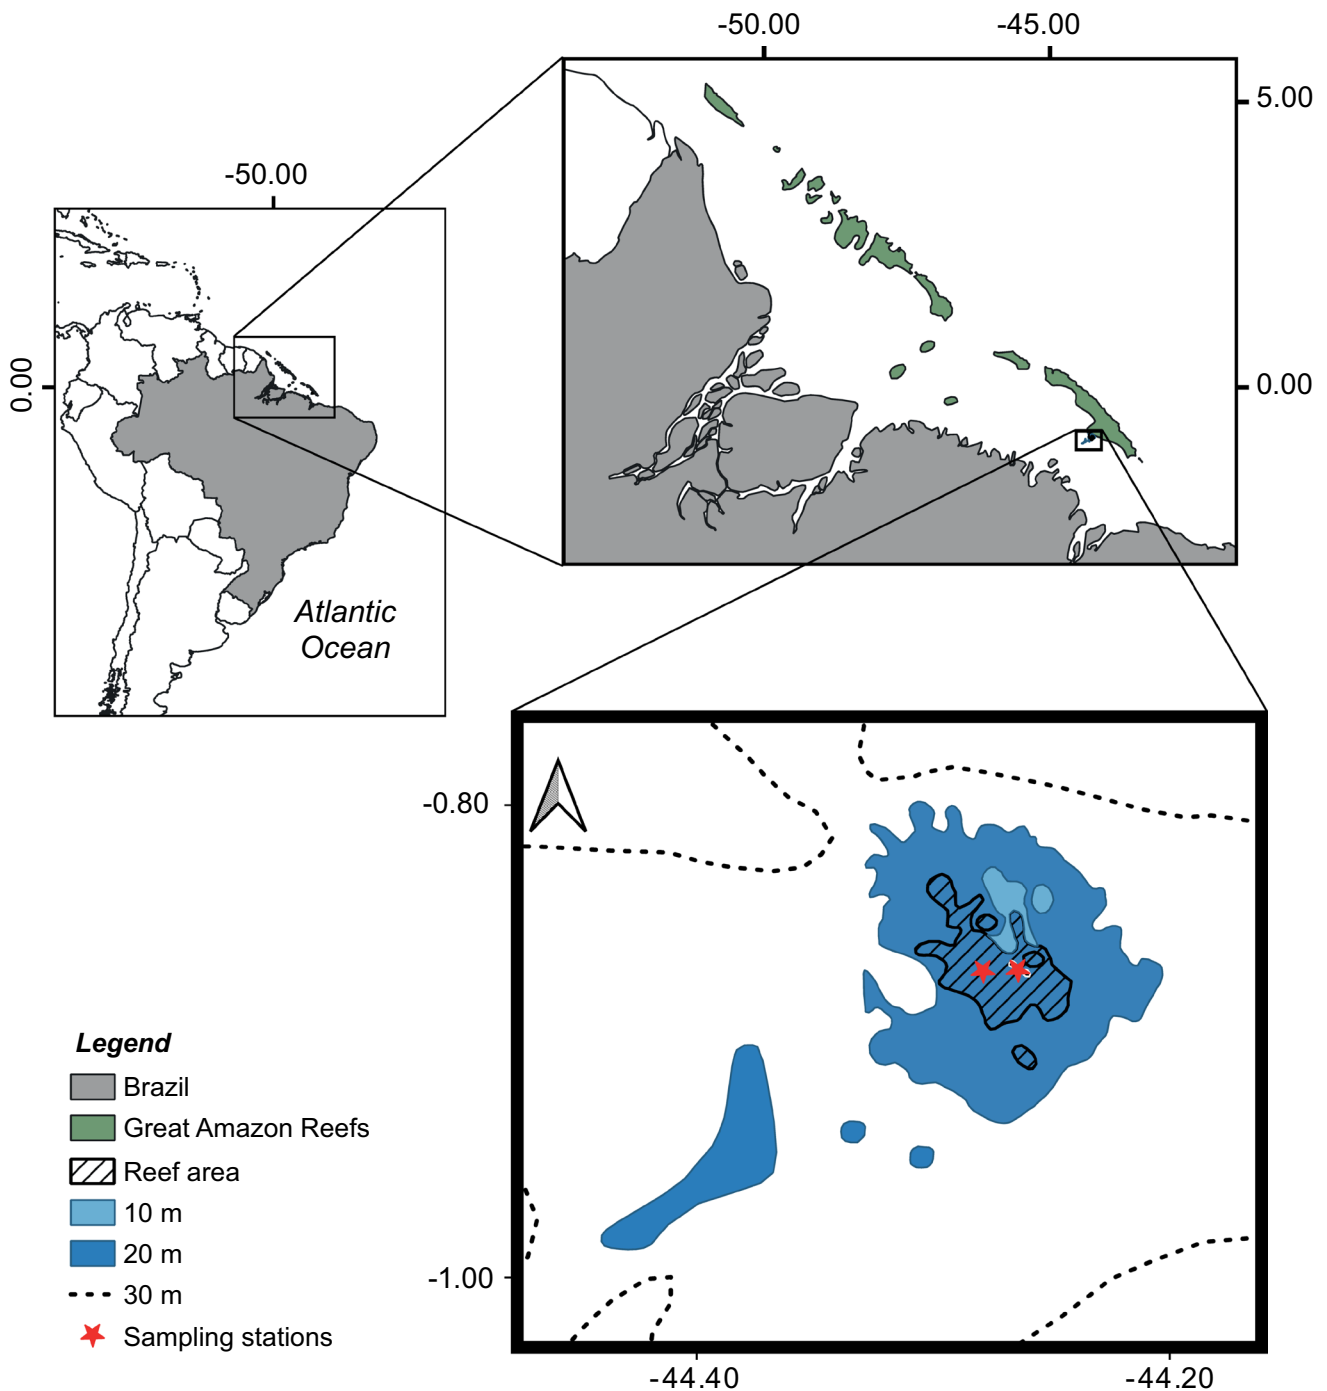 -50.00
-45.00
5.00
0.00
-50.00
0.00
Atlantic
Ocean
-0.80
-1.00
-44.40
-44.20
Legend
Brazil
Great Amazon Reefs
Reef area
10 m
20 m
30 m
Sampling stations